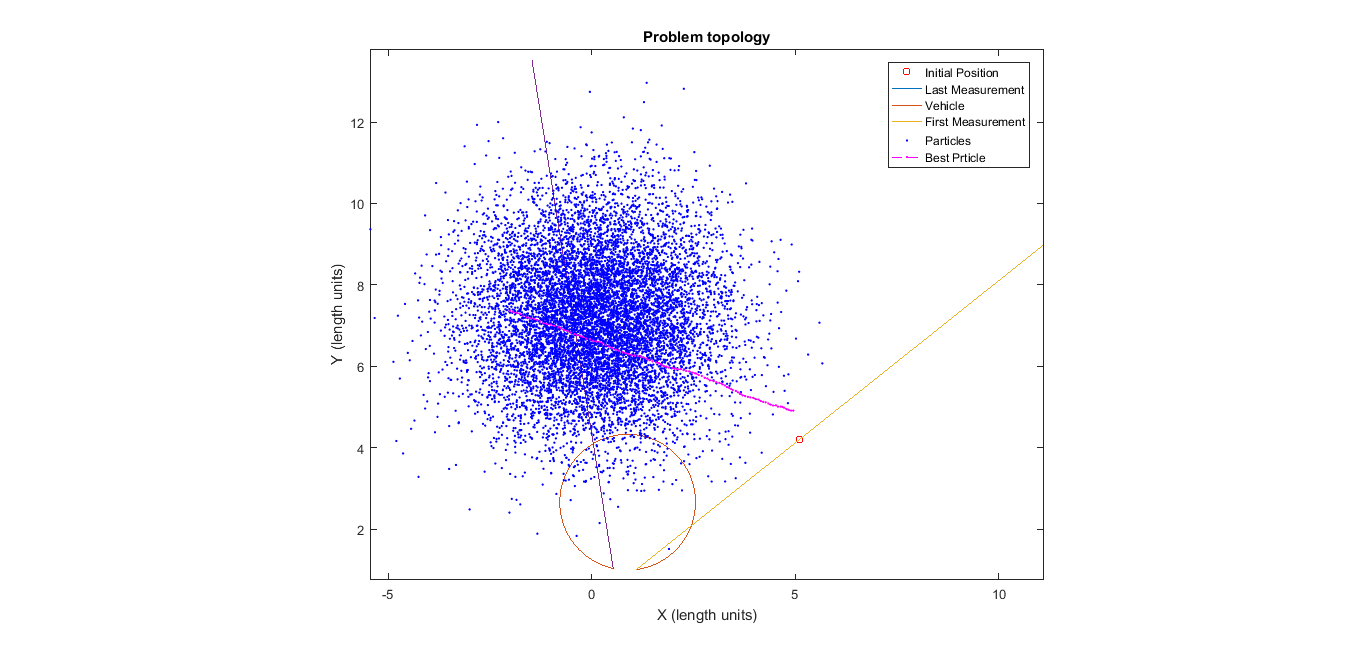 Problem topology
Initial Position
Last Measurement
Vehicle
First Measurement
Particles
Best Prticle
12
10
8
6
4
2
Y (length units)
-5
0
5
10
X (length units)